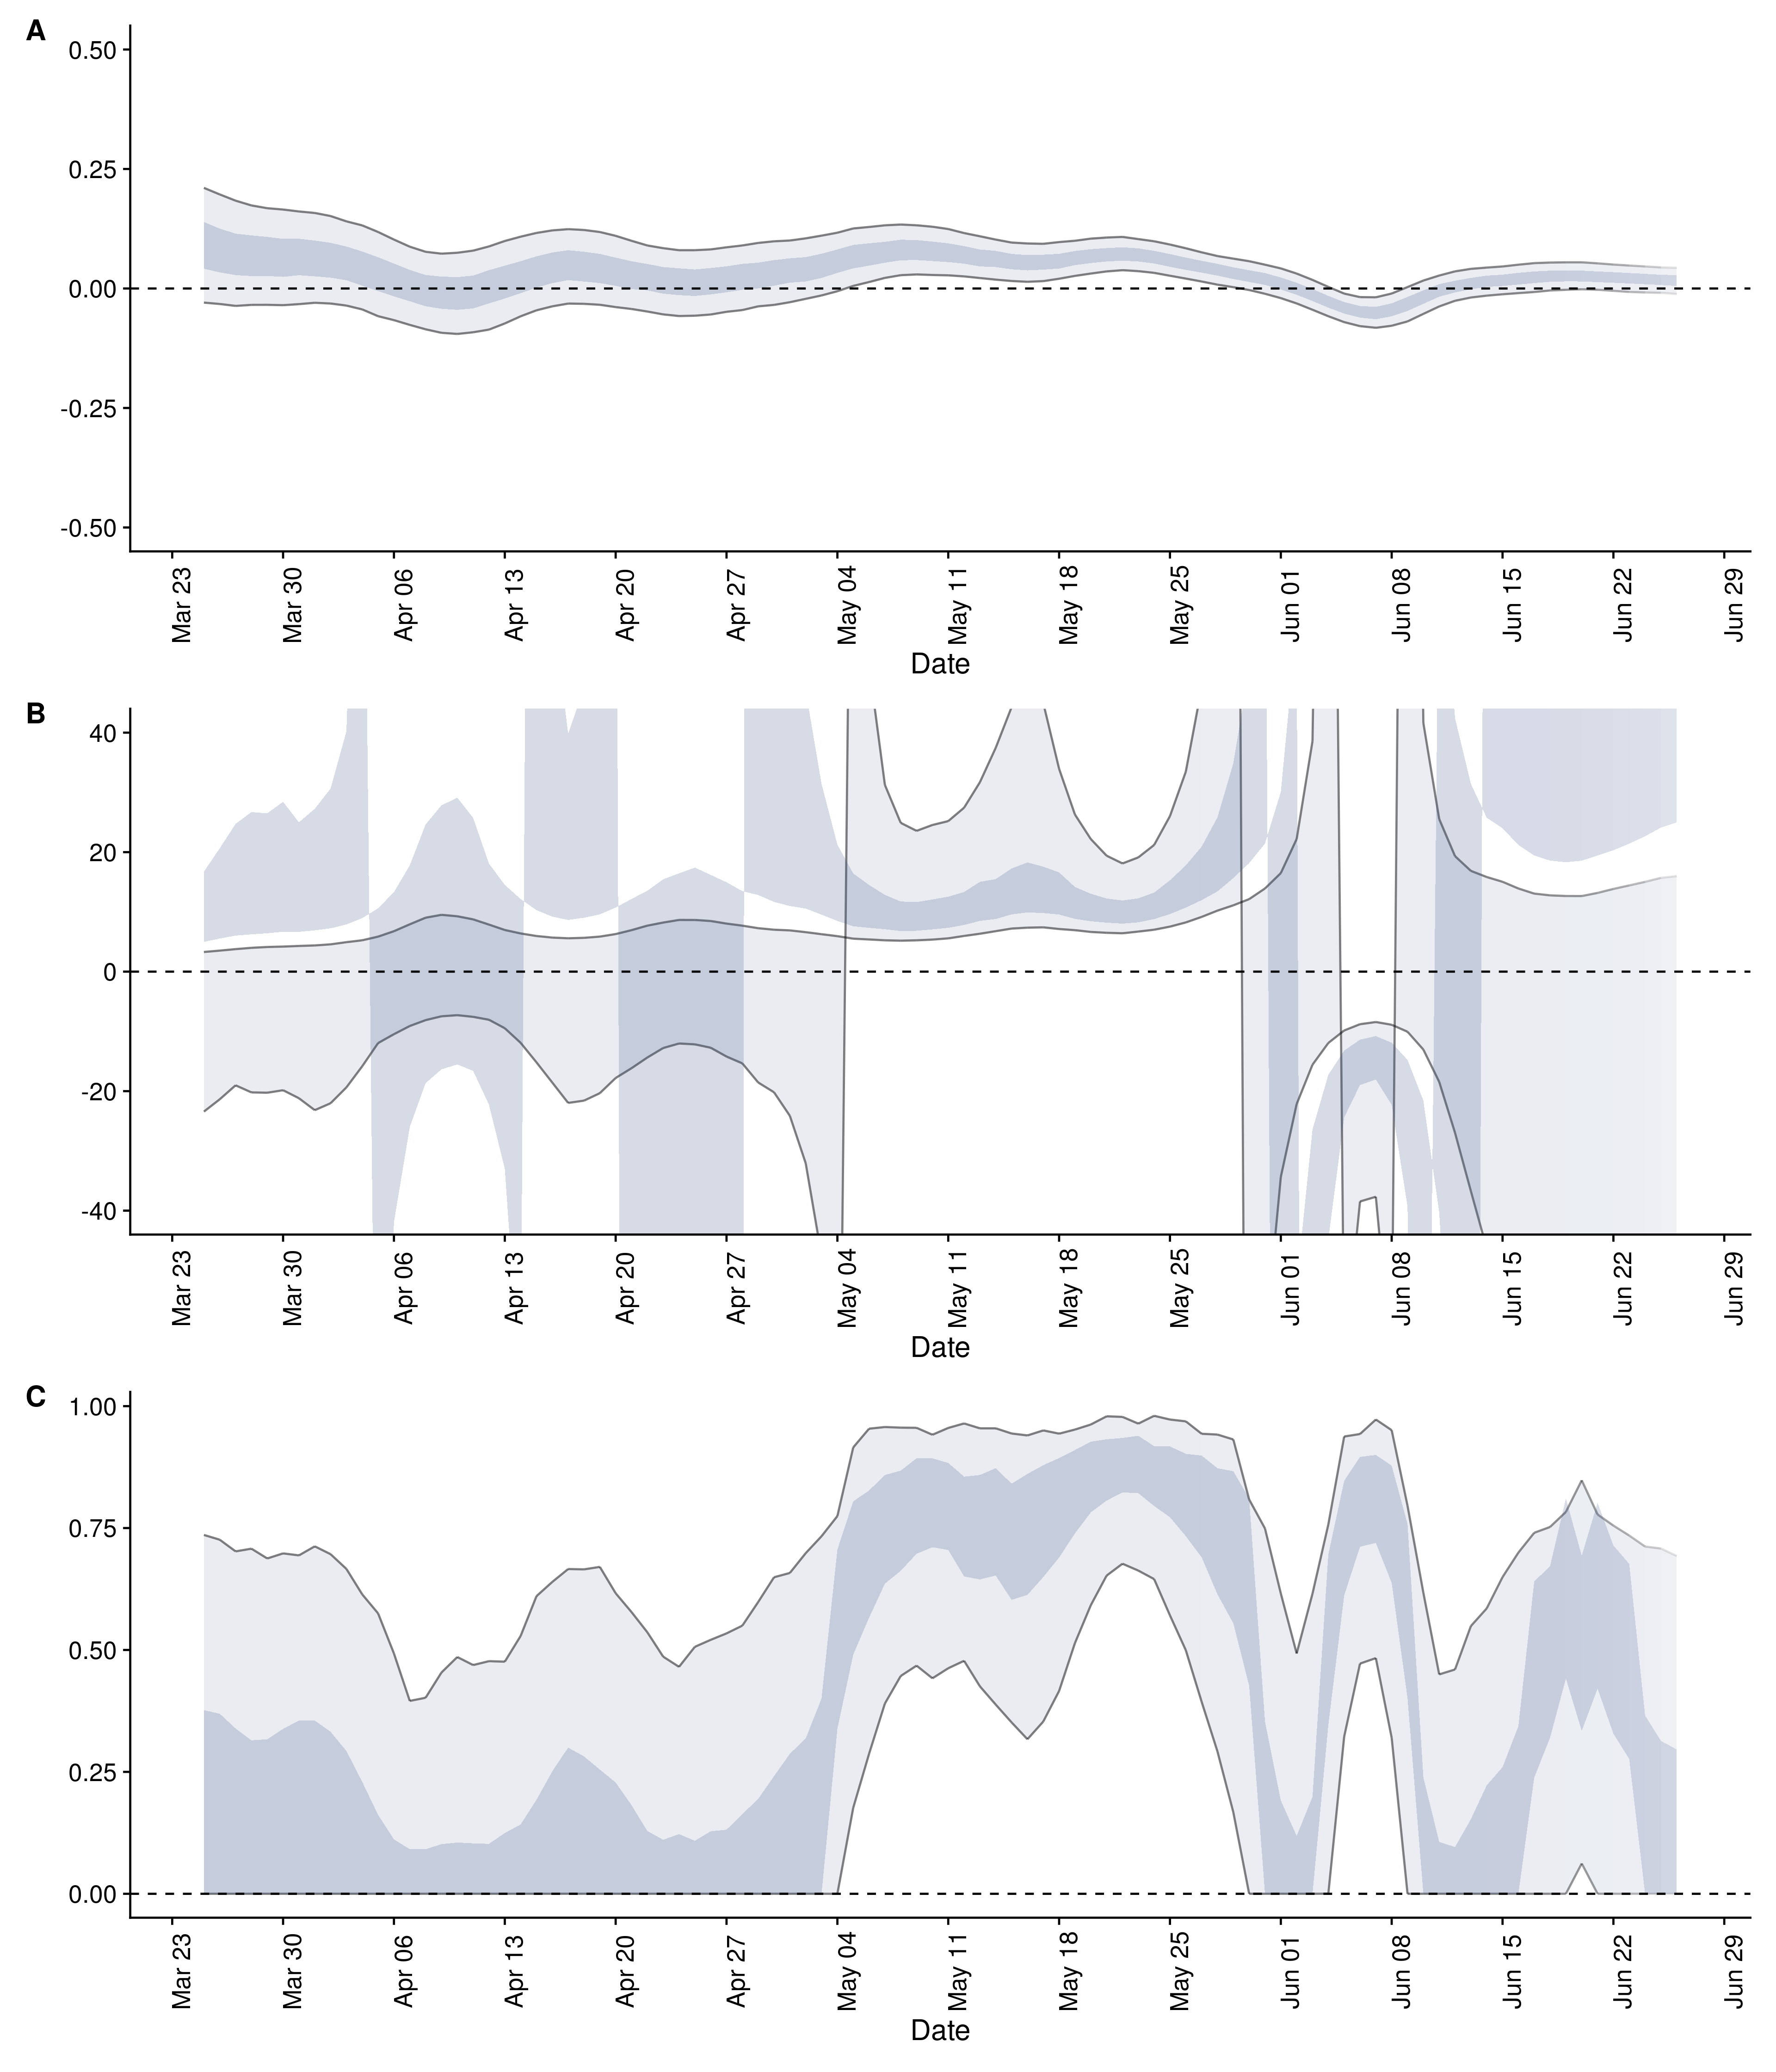 A
0.50
0.25
0.00
-0.25
-0.50
Mar 23
Mar 30
Apr 06
Apr 13
Apr 20
Apr 27
May 04
May 11
May 18
May 25
Jun 01
Jun 08
Jun 15
Jun 22
Jun 29
Date
B
40
20
0
-20
-40
Mar 23
Mar 30
Apr 06
Apr 13
Apr 20
Apr 27
May 04
May 11
May 18
May 25
Jun 01
Jun 08
Jun 15
Jun 22
Jun 29
Date
C
1.00
0.75
0.50
0.25
0.00
Mar 23
Mar 30
Apr 06
Apr 13
Apr 20
Apr 27
May 04
May 11
May 18
May 25
Jun 01
Jun 08
Jun 15
Jun 22
Jun 29
Date